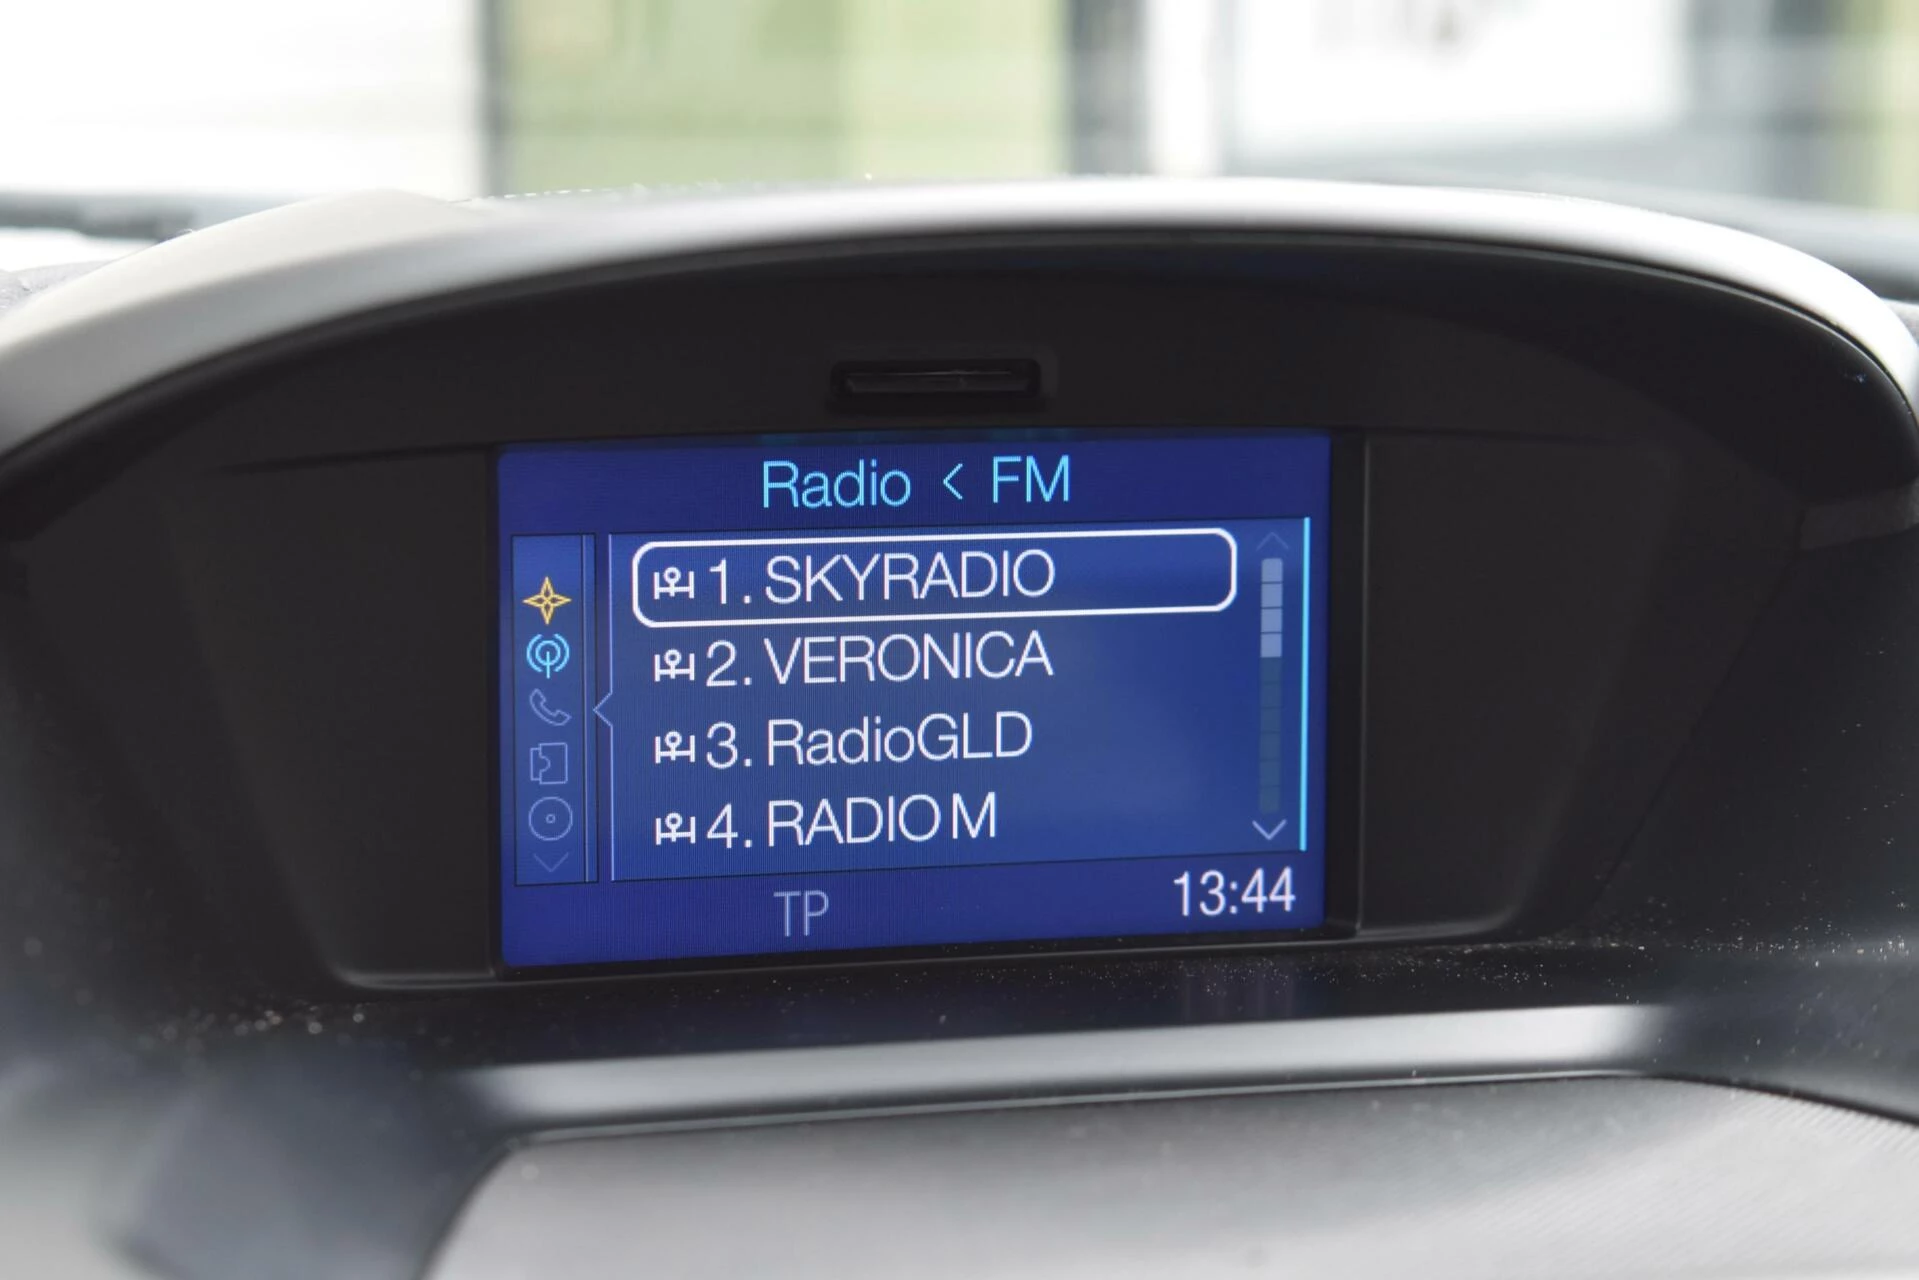 Radio < FM
1. SKYRADIO
2. VERONICA
3. RadioGLD
4. RADIO M
TP
13:44